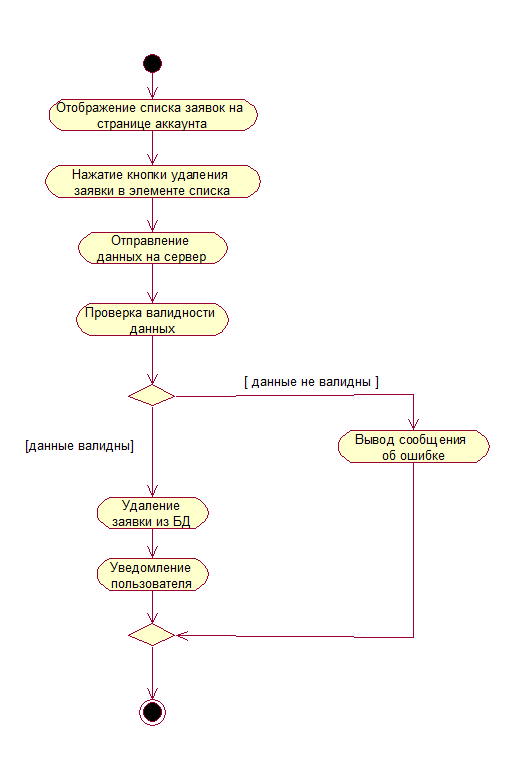 Отображение списка заявок на
странице аккаунта
Нажатие кнопки удаления
заявки в элементе списка
Отправление
данных на сервер
Проверка валидности
данных
[ данные не валидны ]
[данные валидны]
Вывод сообщения
об ошибке
Удаление
заявки из БД
Уведомление
пользователя